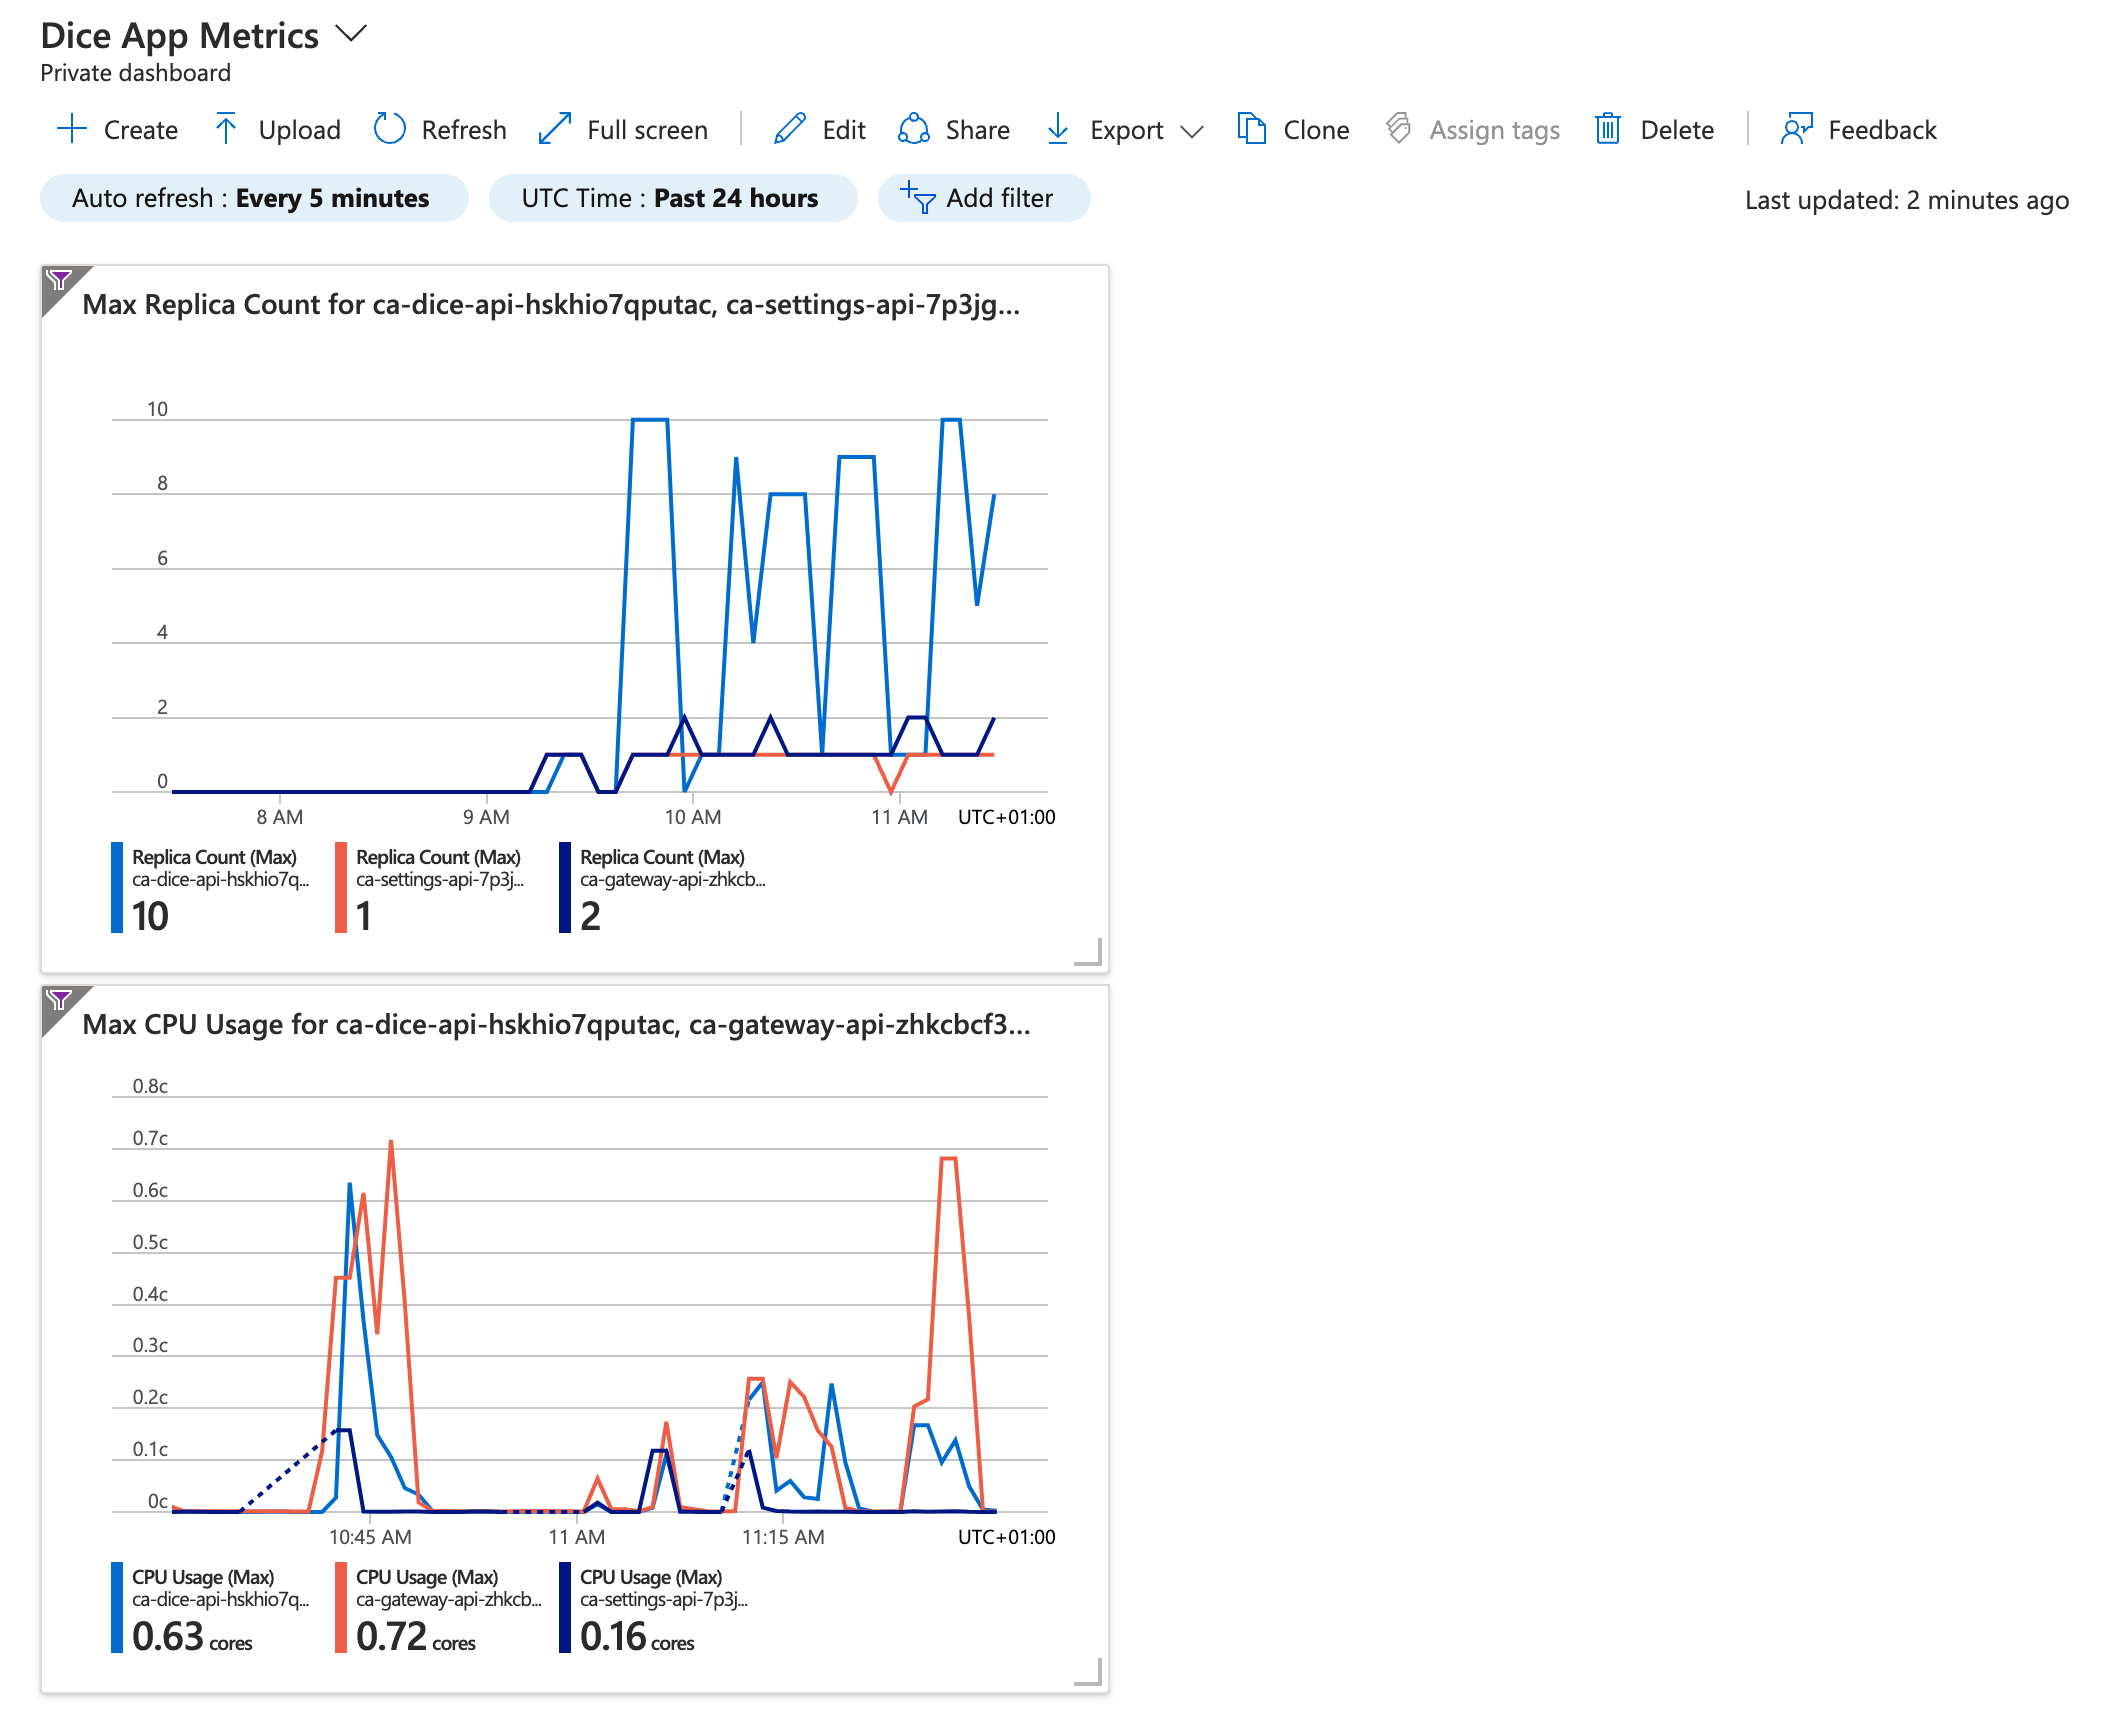 Dice App Metrics
Private dashboard
Create Upload Refresh Full screen Edit Share Export Clone Assign tags Delete Feedback
Auto refresh : Every 5 minutes UTC Time : Past 24 hours Add filter Last updated: 2 minutes ago
Max Replica Count for ca-dice-api-hskhio7qputac, ca-settings-api-7p3jg...
10
8
6
4
2
0
8 AM 9 AM 10 AM 11 AM UTC+01:00
Replica Count (Max) Replica Count (Max) Replica Count (Max)
ca-dice-api-hskhio7q... ca-settings-api-7p3j... ca-gateway-api-zhkcb...
10 1 2
Max CPU Usage for ca-dice-api-hskhio7qputac, ca-gateway-api-zhkcbcf3...
0.8c
0.7c
0.6c
0.5c
0.4c
0.3c
0.2c
0.1c
0c
10:45 AM 11 AM 11:15 AM UTC+01:00
CPU Usage (Max) CPU Usage (Max) CPU Usage (Max)
ca-dice-api-hskhio7q... ca-gateway-api-zhkcb... ca-settings-api-7p3j...
0.63 cores 0.72 cores 0.16 cores